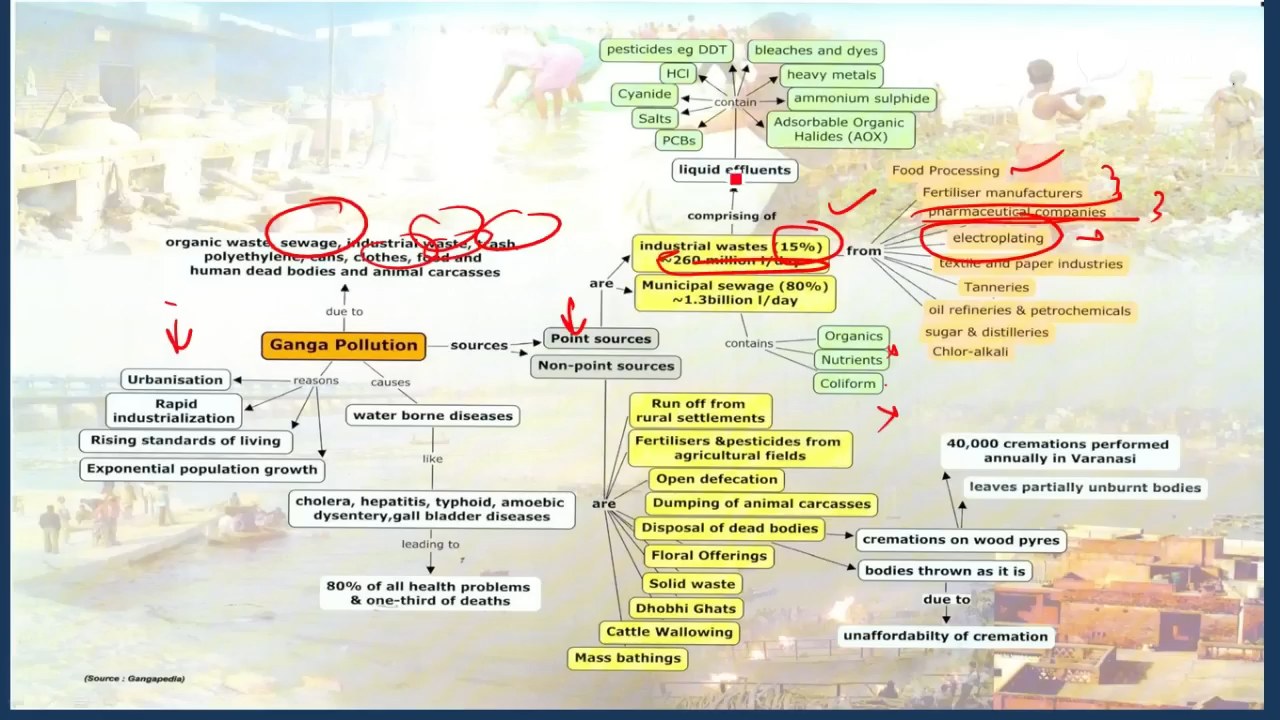 pesticides eg DDT
bleaches and dyes
HCl
heavy metals
Cyanide
contain
ammonium sulphide
Salts
Adsorbable Organic
Halides (AOX)
PCBs
liquid effluents
comprising of
industrial wastes (15%)
~260 million l/day
from
Food Processing
Fertiliser manufacturers
pharmaceutical companies
electroplating
textile and paper industries
Tanneries
oil refineries & petrochemicals
sugar & distilleries
Chlor-alkali
are
Municipal sewage (80%)
~1.3billion l/day
contains
Organics
Nutrients
Coliform
organic waste, sewage, industrial waste, trash,
polyethylene, cans, clothes, food and
human dead bodies and animal carcasses
due to
Ganga Pollution
sources
Point sources
Non-point sources
reasons
causes
Urbanisation
Rapid
industrialization
Rising standards of living
Exponential population growth
water borne diseases
like
cholera, hepatitis, typhoid, amoebic
dysentery,gall bladder diseases
leading to
80% of all health problems
& one-third of deaths
are
Run off from
rural settlements
Fertilisers &pesticides from
agricultural fields
Open defecation
Dumping of animal carcasses
Disposal of dead bodies
Floral Offerings
Solid waste
Dhobhi Ghats
Cattle Wallowing
Mass bathings
40,000 cremations performed
annually in Varanasi
leaves partially unburnt bodies
cremations on wood pyres
bodies thrown as it is
due to
unaffordabilty of cremation
(Source : Gangapedia)